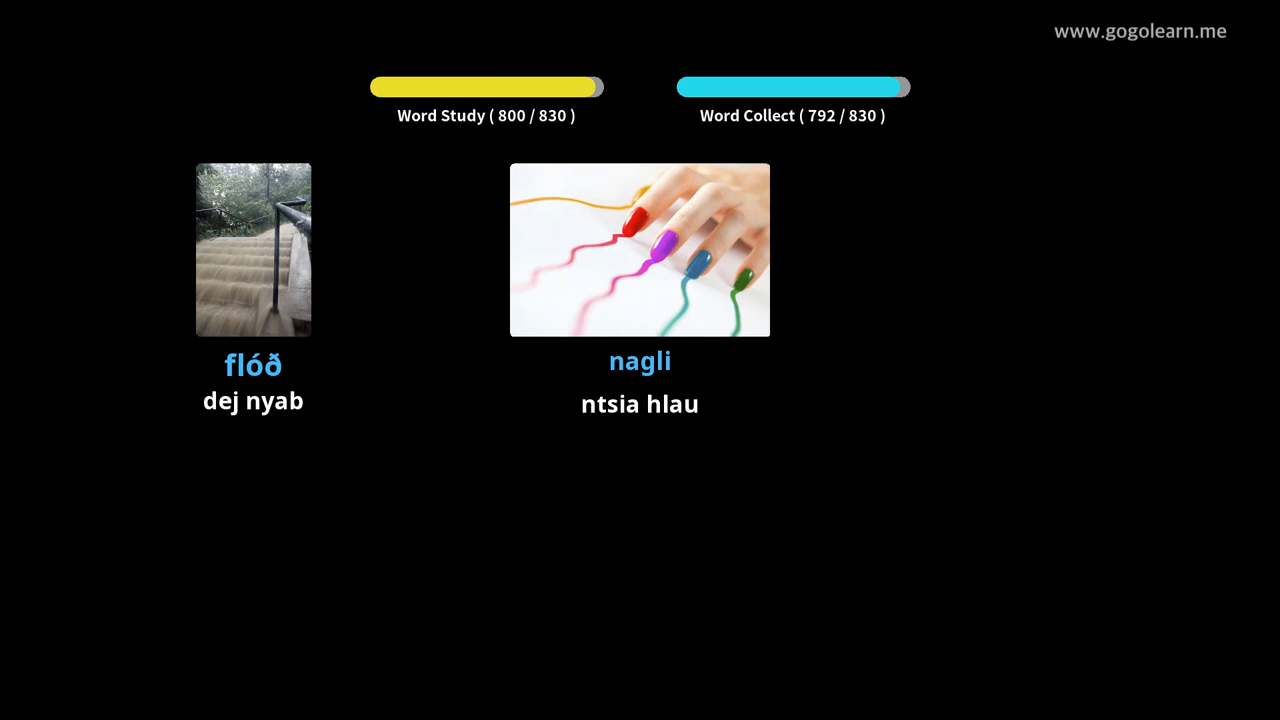 www.gogolearn.me
Word Study ( 800 / 830 )
Word Collect ( 792 / 830 )
flóð
dej nyab
nagli
ntsia hlau